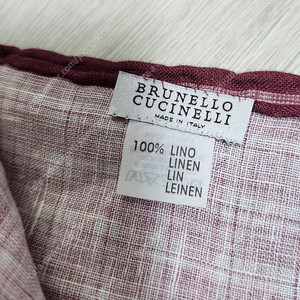 BRUNELLO
CUCINELLI
MADE IN ITALY
100% LINO
LINEN
LIN
LEINEN